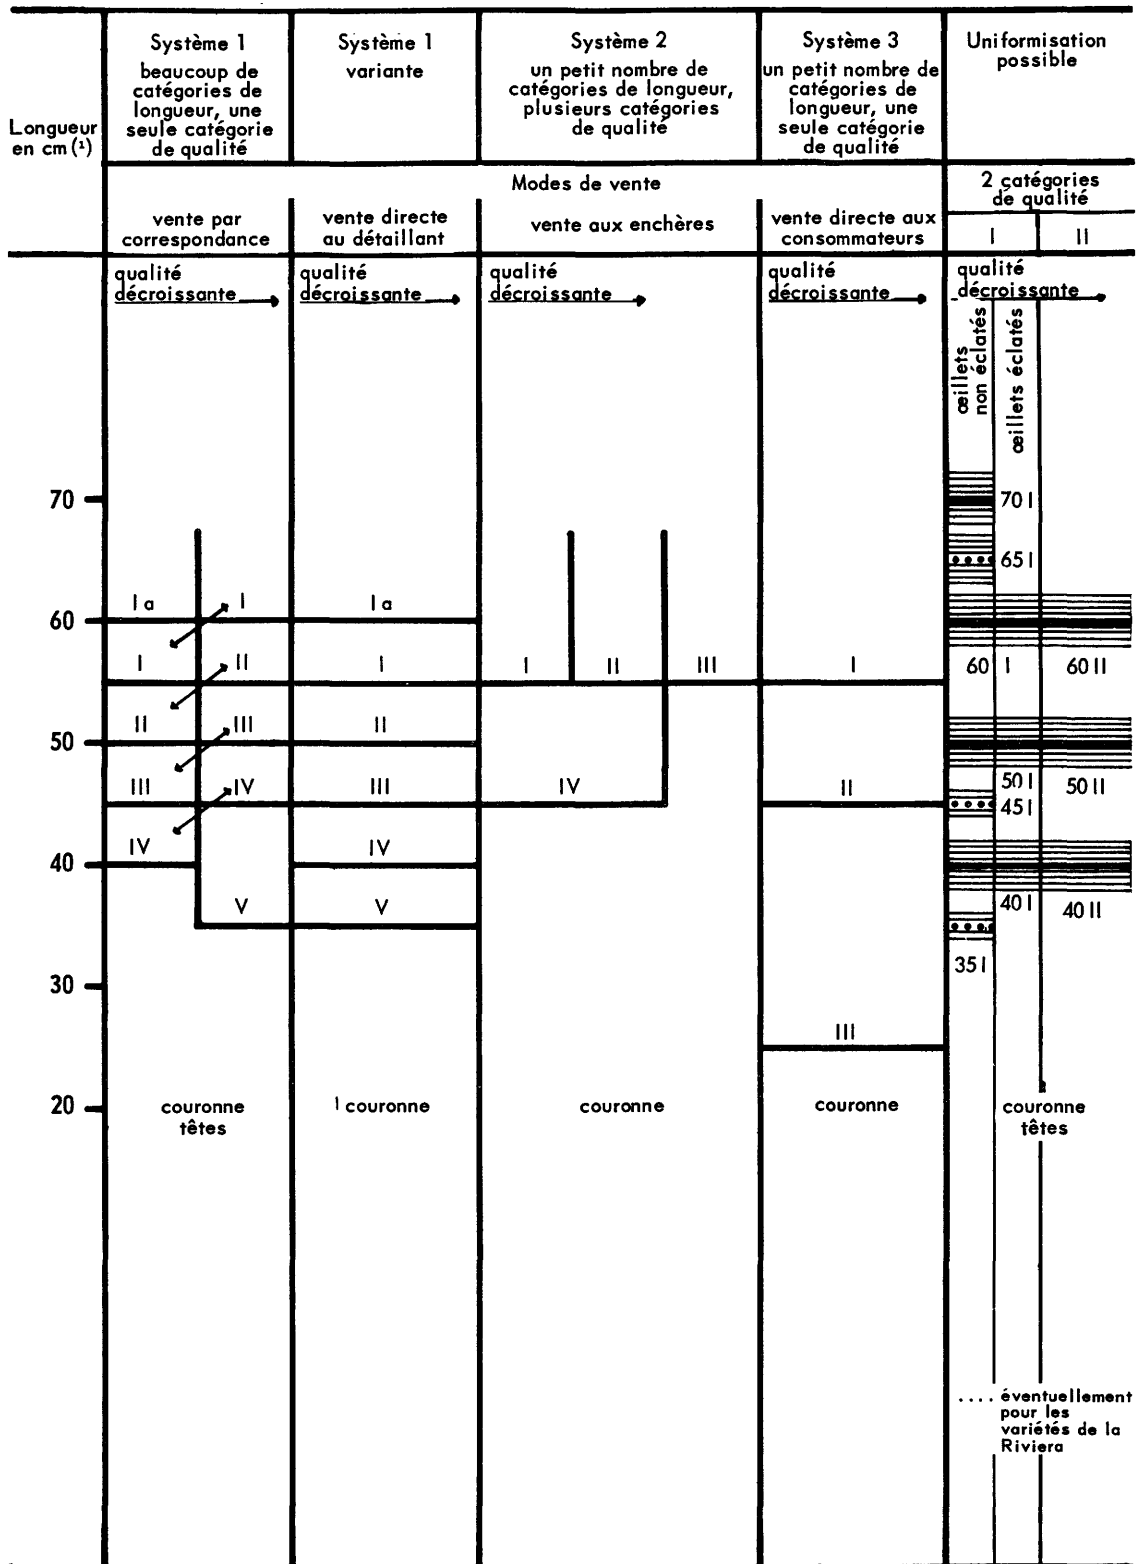 Longueur
en cm (¹)
Système 1
beaucoup de
catégories de
longueur, une
seule catégorie
de qualité
Système 1
variante
Système 2
un petit nombre de
catégories de longueur,
plusieurs catégories
de qualité
Système 3
un petit nombre de
catégories de
longueur, une
seule catégorie
de qualité
Uniformisation
possible
Modes de vente
2 catégories
de qualité
vente par
correspondance
vente directe
au détaillant
vente aux enchères
vente directe aux
consommateurs
I II
qualité
décroissante
qualité
décroissante
qualité
décroissante
qualité
décroissante
qualité
décroissante
œillets
non éclatés
œillets éclatés
70 70 I
65 I
Ia I Ia
60
I II I I II III I 60 I 60 II
II III II
50
III IV III IV II 50 I 50 II
45 I
IV IV
40
V V 40 I 40 II
35 I
30
III
20
couronne
têtes
1 couronne
couronne
couronne
couronne
têtes
.... éventuellement
pour les
variétés de la
Riviera